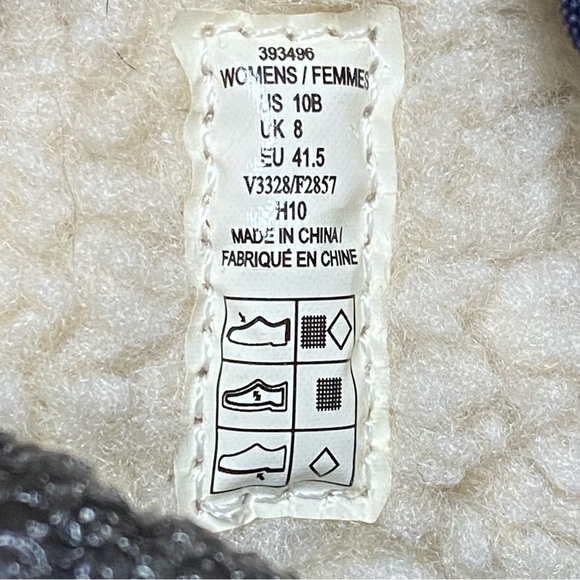 393496
WOMENS / FEMMES
US 10B
UK 8
EU 41.5
V3328/F2857
H10
MADE IN CHINA/
FABRIQUÉ EN CHINE